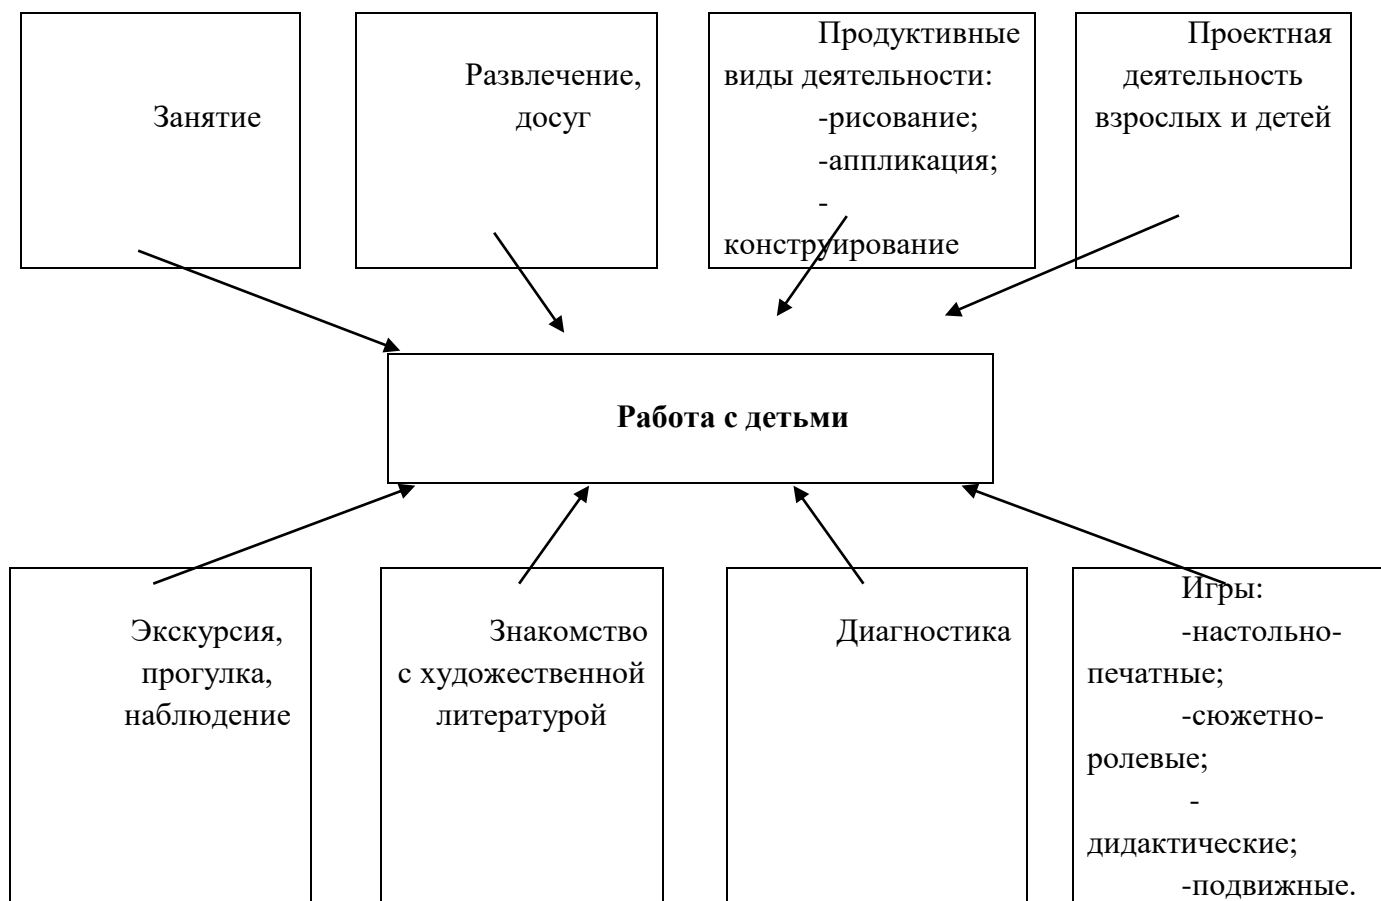 Занятие
Развлечение,
досуг
Продуктивные
виды деятельности:
-рисование;
-аппликация;
-
конструирование
Проектная
деятельность
взрослых и детей
Работа с детьми
Экскурсия,
прогулка,
наблюдение
Знакомство
с художественной
литературой
Диагностика
Игры:
-настольно-
печатные;
-сюжетно-
ролевые;
-
дидактические;
-подвижные.